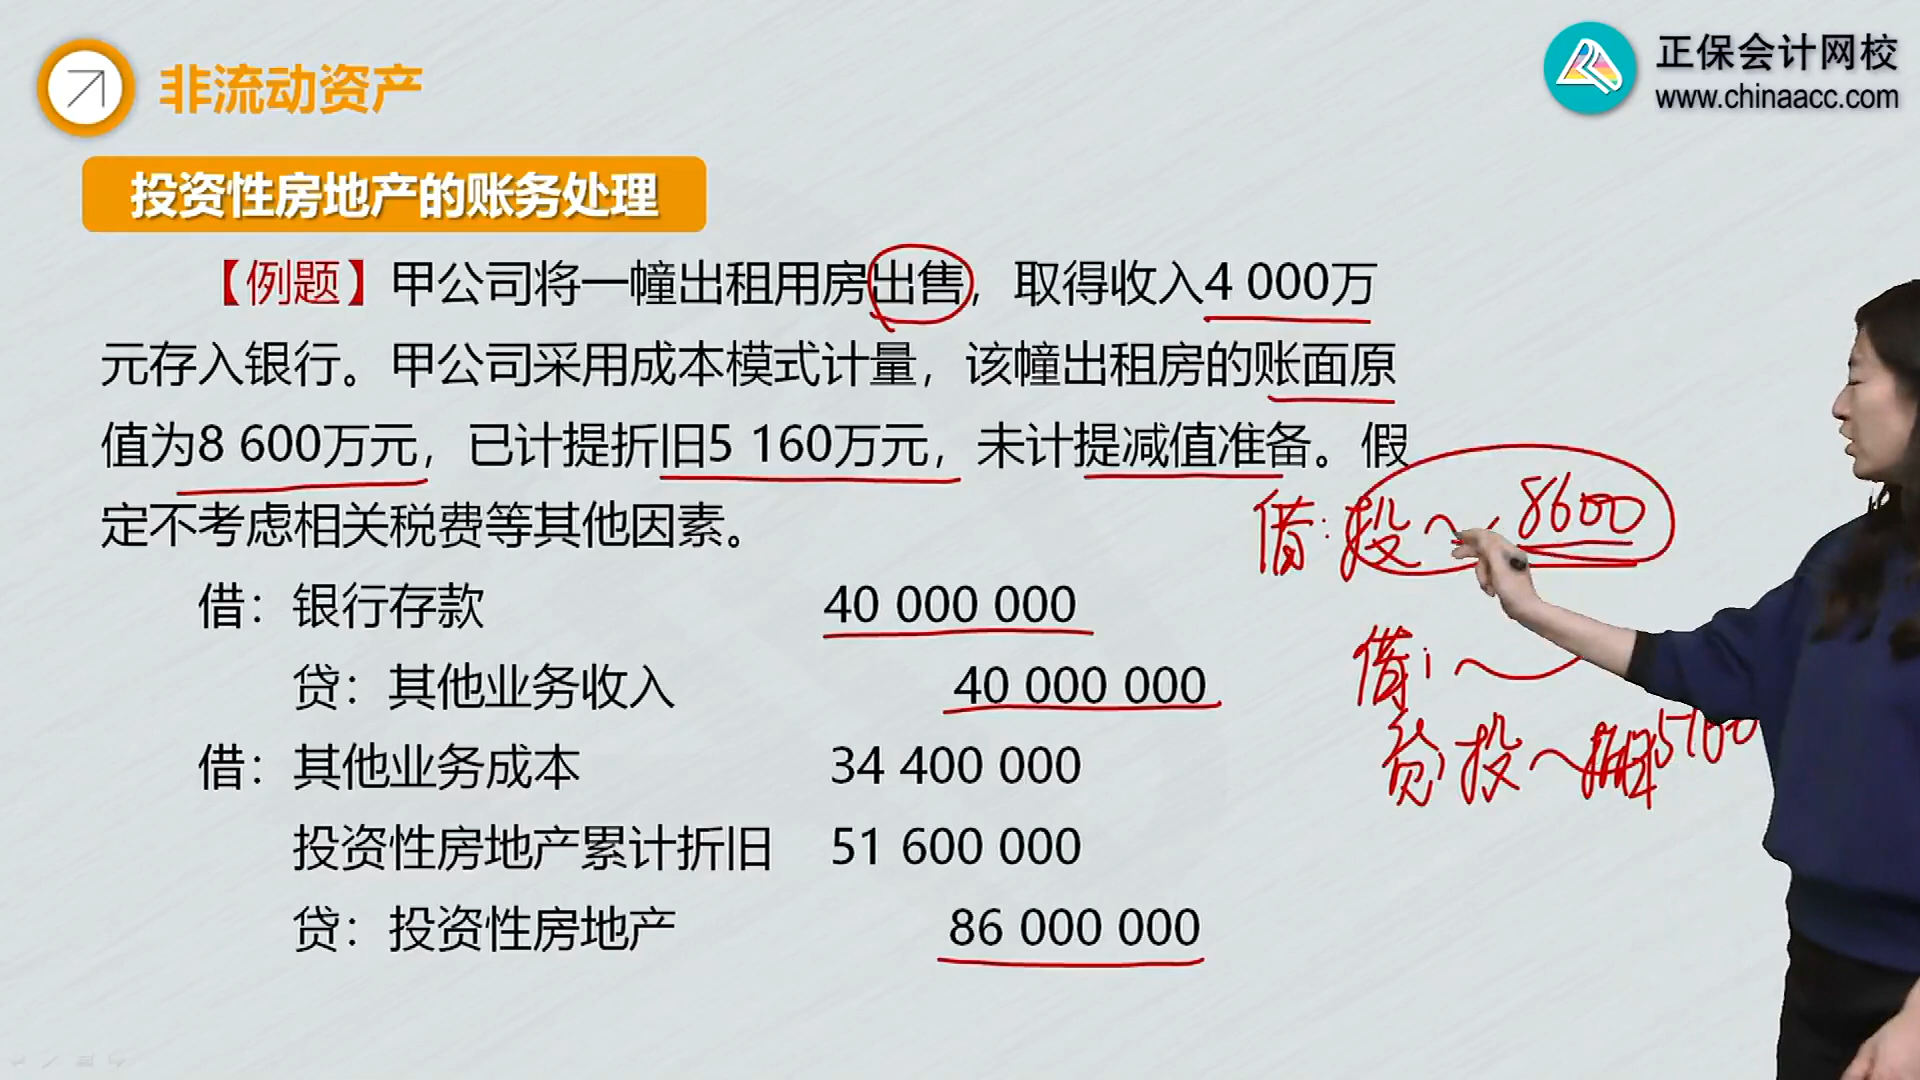 非流动资产
正保会计网校
www.chinaacc.com
投资性房地产的账务处理
【例题】甲公司将一幢出租用房出售，取得收入4 000万
元存入银行。甲公司采用成本模式计量，该幢出租房的账面原
值为8 600万元，已计提折旧5 160万元，未计提减值准备。假
定不考虑相关税费等其他因素。
借：投～ 8600
借：银行存款 40 000 000
贷：其他业务收入 40 000 000
借：～
贷：投～ 5160
借：其他业务成本 34 400 000
投资性房地产累计折旧 51 600 000
贷：投资性房地产 86 000 000